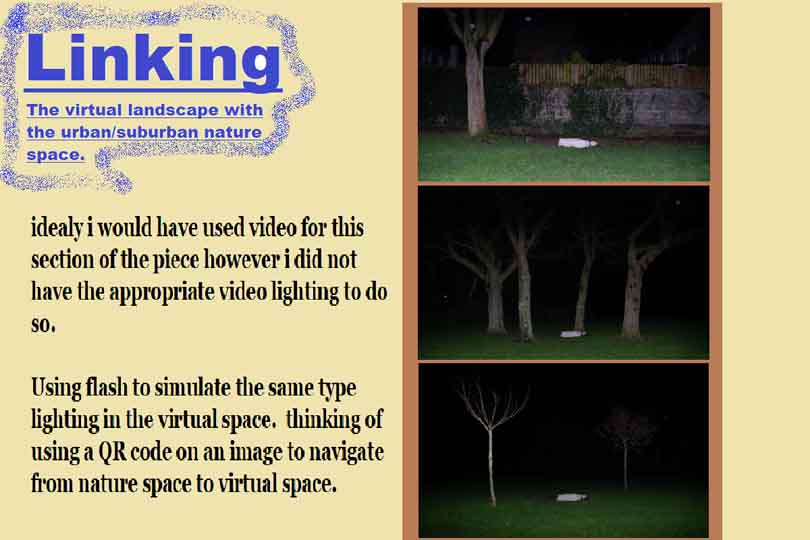 Linking
The virtual landscape with
the urban/suburban nature
space.
idealy i would have used video for this
section of the piece however i did not
have the appropriate video lighting to do
so.
Using flash to simulate the same type
lighting in the virtual space.  thinking of
using a QR code on an image to navigate
from nature space to virtual space.